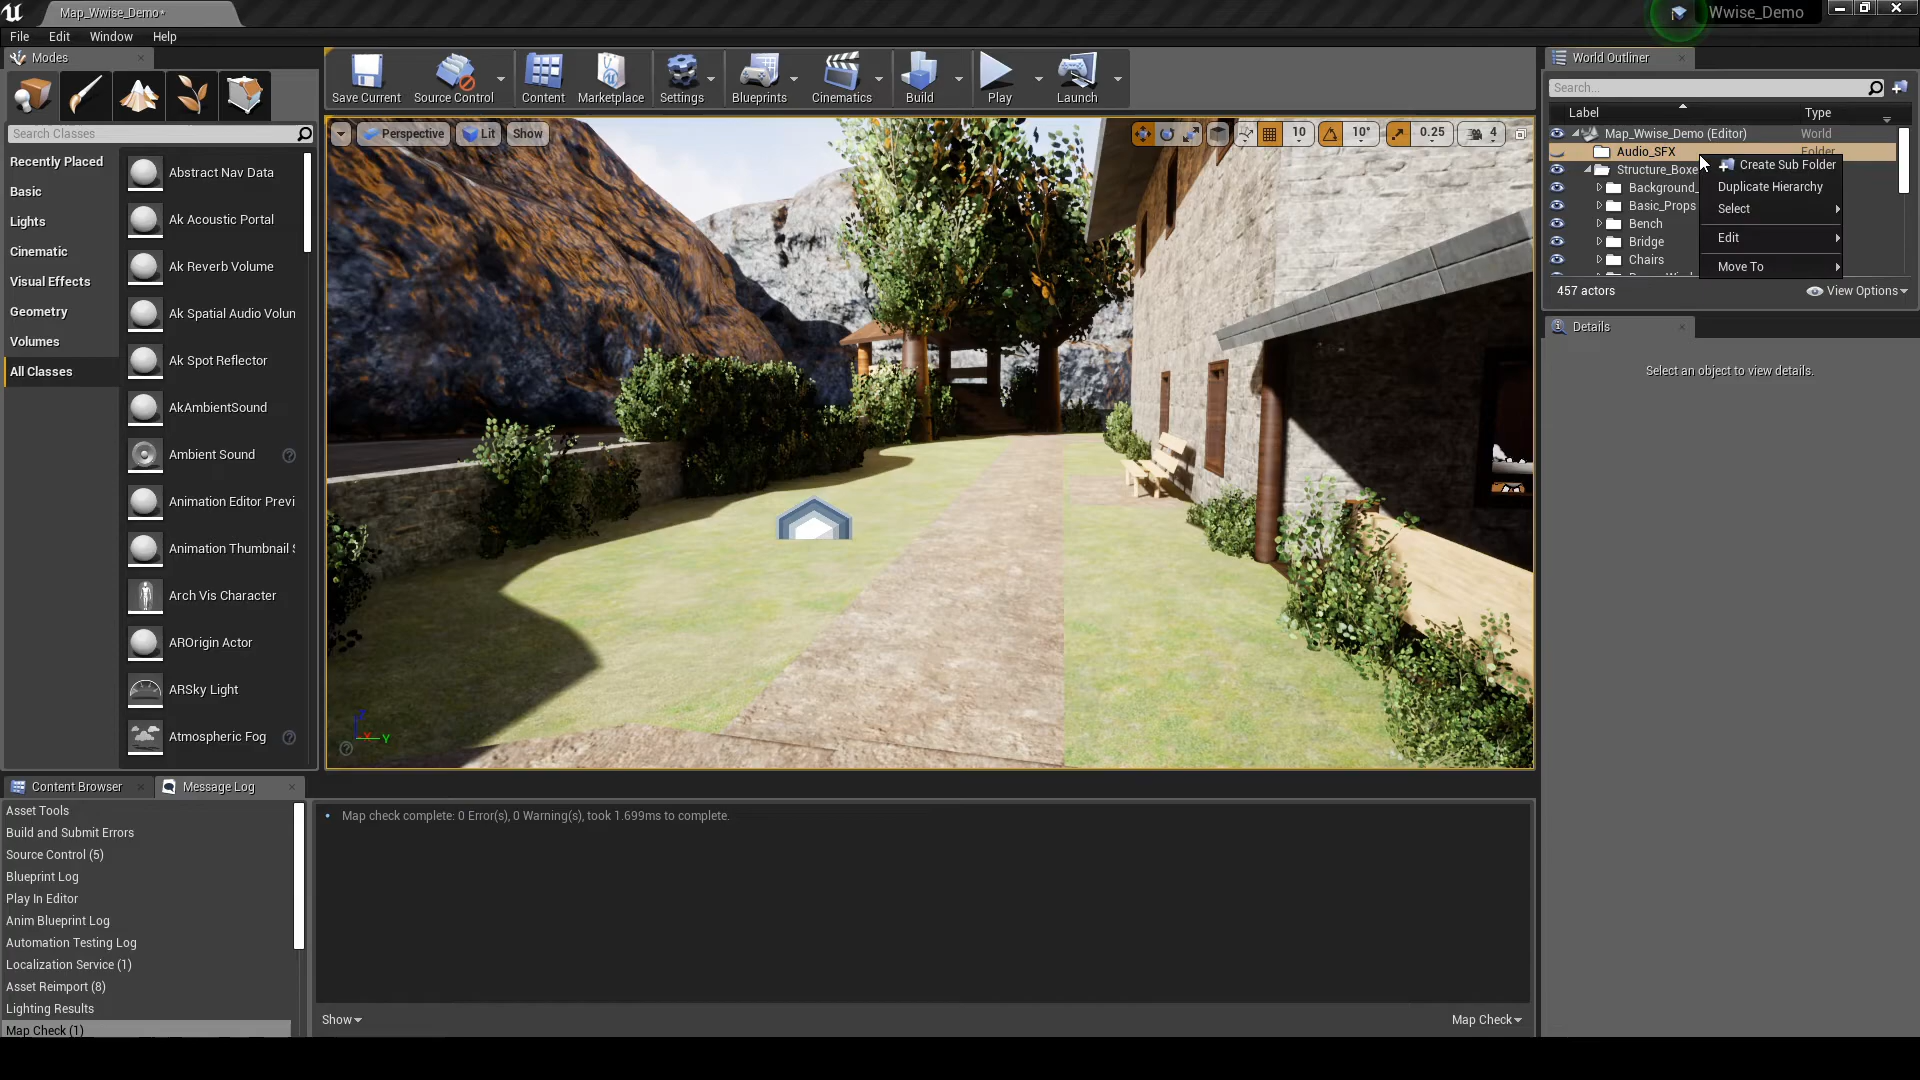 Map_Wwise_Demo*
Wwise_Demo
File Edit Window Help
Modes
Search Classes
Recently Placed
Basic
Lights
Cinematic
Visual Effects
Geometry
Volumes
All Classes
Abstract Nav Data
Ak Acoustic Portal
Ak Reverb Volume
Ak Spatial Audio Volun
Ak Spot Reflector
AkAmbientSound
Ambient Sound
Animation Editor Previ
Animation Thumbnail
Arch Vis Character
AROrigin Actor
ARSky Light
Atmospheric Fog
Save Current
Source Control
Content
Marketplace
Settings
Blueprints
Cinematics
Build
Play
Launch
Perspective
Lit
Show
10
10°
0.25
4
Z
X
Y
World Outliner
Search...
Label Type
Map_Wwise_Demo (Editor) World
Audio_SFX Folder
Structure_Boxe
Background_
Basic_Props
Bench
Bridge
Chairs
Create Sub Folder
Duplicate Hierarchy
Select
Edit
Move To
457 actors
View Options
Details
Select an object to view details.
Content Browser
Message Log
Asset Tools
Build and Submit Errors
Source Control (5)
Blueprint Log
Play In Editor
Anim Blueprint Log
Automation Testing Log
Localization Service (1)
Asset Reimport (8)
Lighting Results
Map Check (1)
Map check complete: 0 Error(s), 0 Warning(s), took 1.699ms to complete.
Show
Map Check